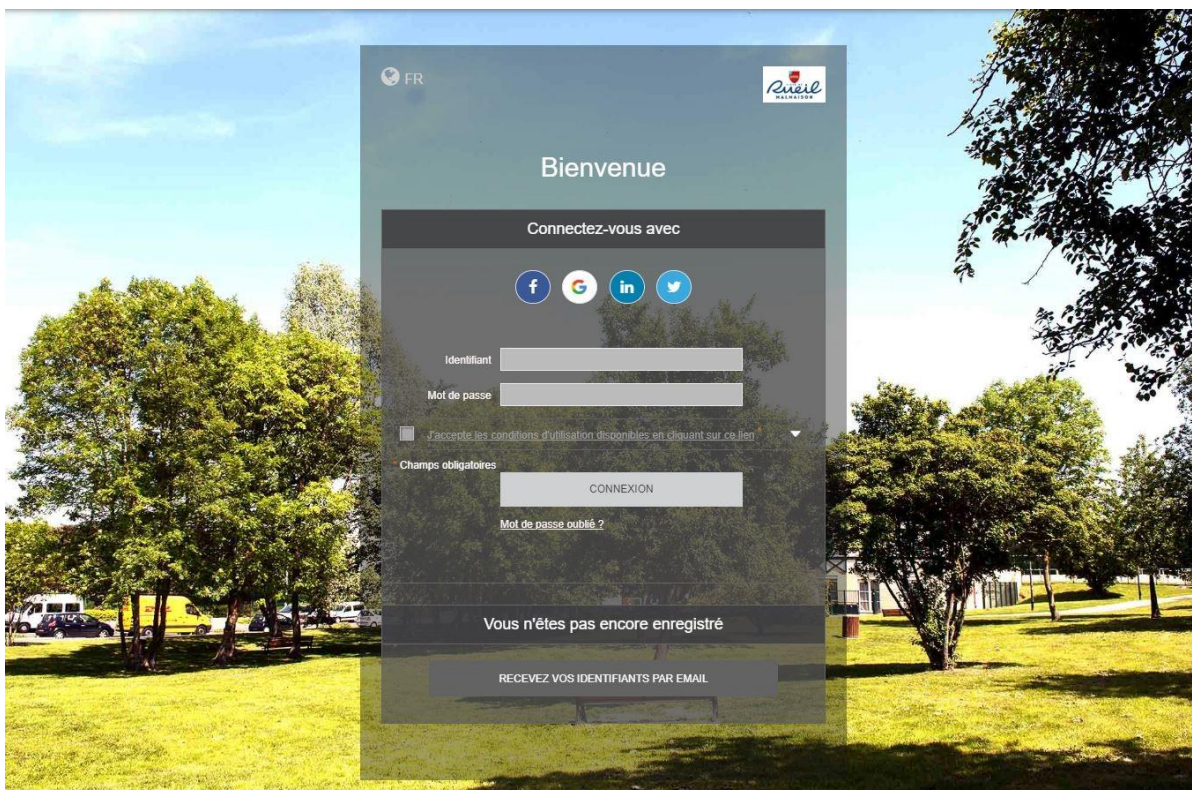 FR
Rueil
MALMAISON
Bienvenue
Connectez-vous avec
f
G
in
Identifiant
Mot de passe
J'accepte les conditions d'utilisation disponibles en cliquant sur ce lien *
* Champs obligatoires
CONNEXION
Mot de passe oublié ?
Vous n'êtes pas encore enregistré
RECEVEZ VOS IDENTIFIANTS PAR EMAIL